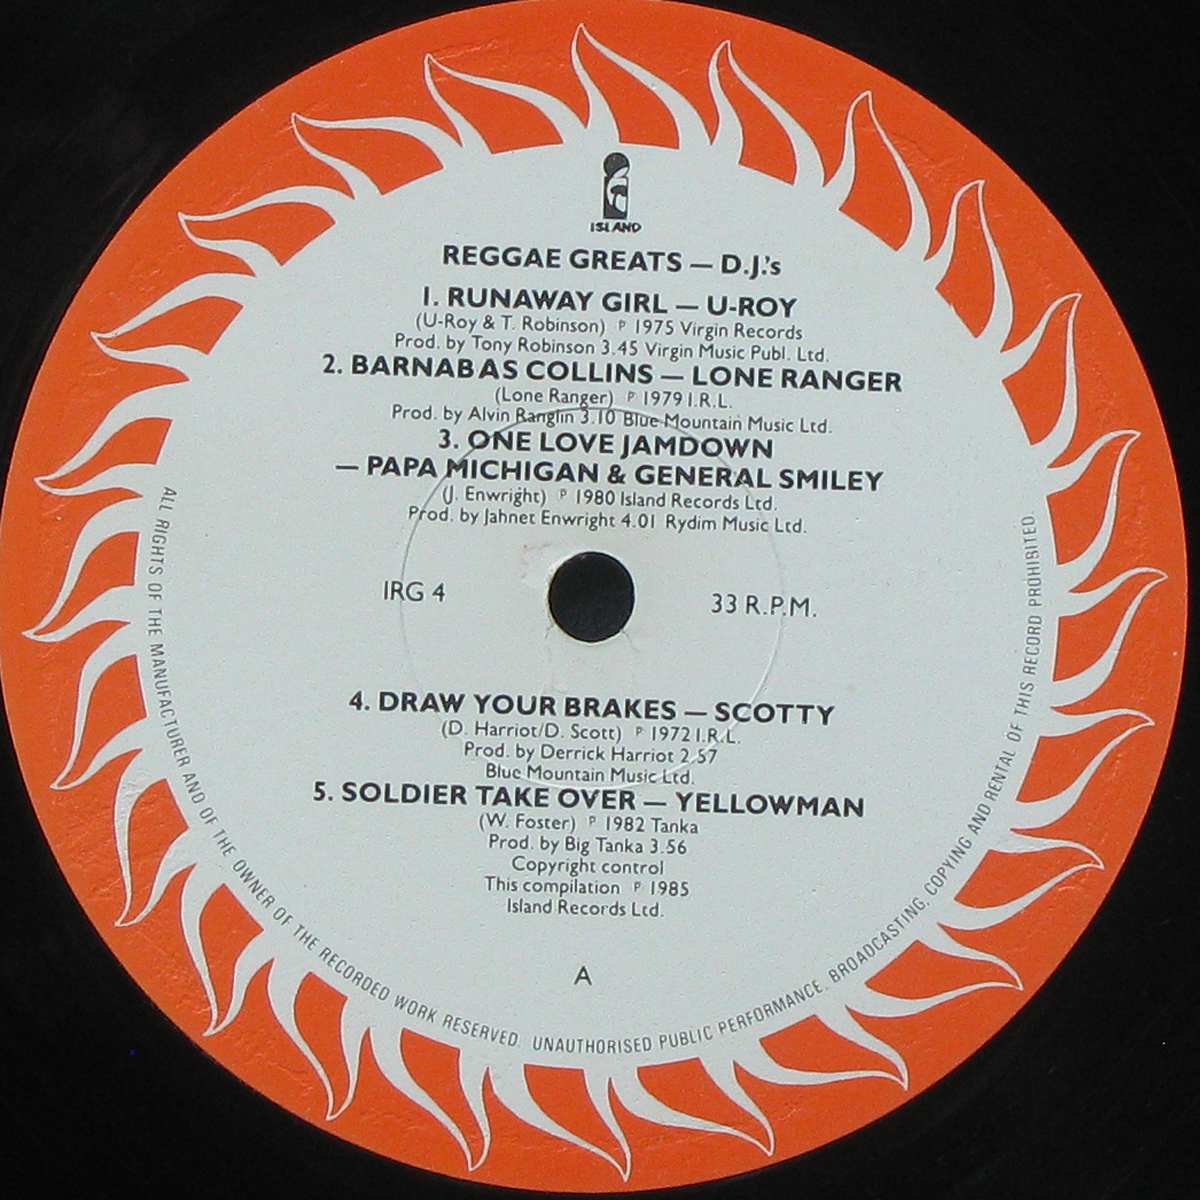 ISLAND
REGGAE GREATS — D.J.'s
1. RUNAWAY GIRL — U-ROY
(U-Roy & T. Robinson) ℗ 1975 Virgin Records
Prod. by Tony Robinson 3.45 Virgin Music Publ. Ltd.
2. BARNABAS COLLINS — LONE RANGER
(Lone Ranger) ℗ 1979 I.R.L.
Prod. by Alvin Ranglin 3.10 Blue Mountain Music Ltd.
3. ONE LOVE JAMDOWN
— PAPA MICHIGAN & GENERAL SMILEY
(J. Enwright) ℗ 1980 Island Records Ltd.
Prod. by Jahnet Enwright 4.01 Rydim Music Ltd.
IRG 4
33 R.P.M.
4. DRAW YOUR BRAKES — SCOTTY
(D. Harriot/D. Scott) ℗ 1972 I.R.L.
Prod. by Derrick Harriot 2.57
Blue Mountain Music Ltd.
5. SOLDIER TAKE OVER — YELLOWMAN
(W. Foster) ℗ 1982 Tanka
Prod. by Big Tanka 3.56
Copyright control
This compilation ℗ 1985
Island Records Ltd.
A
ALL RIGHTS OF THE MANUFACTURER AND OF THE OWNER OF THE RECORDED WORK RESERVED. UNAUTHORISED PUBLIC PERFORMANCE, BROADCASTING, COPYING AND RENTAL OF THIS RECORD PROHIBITED.